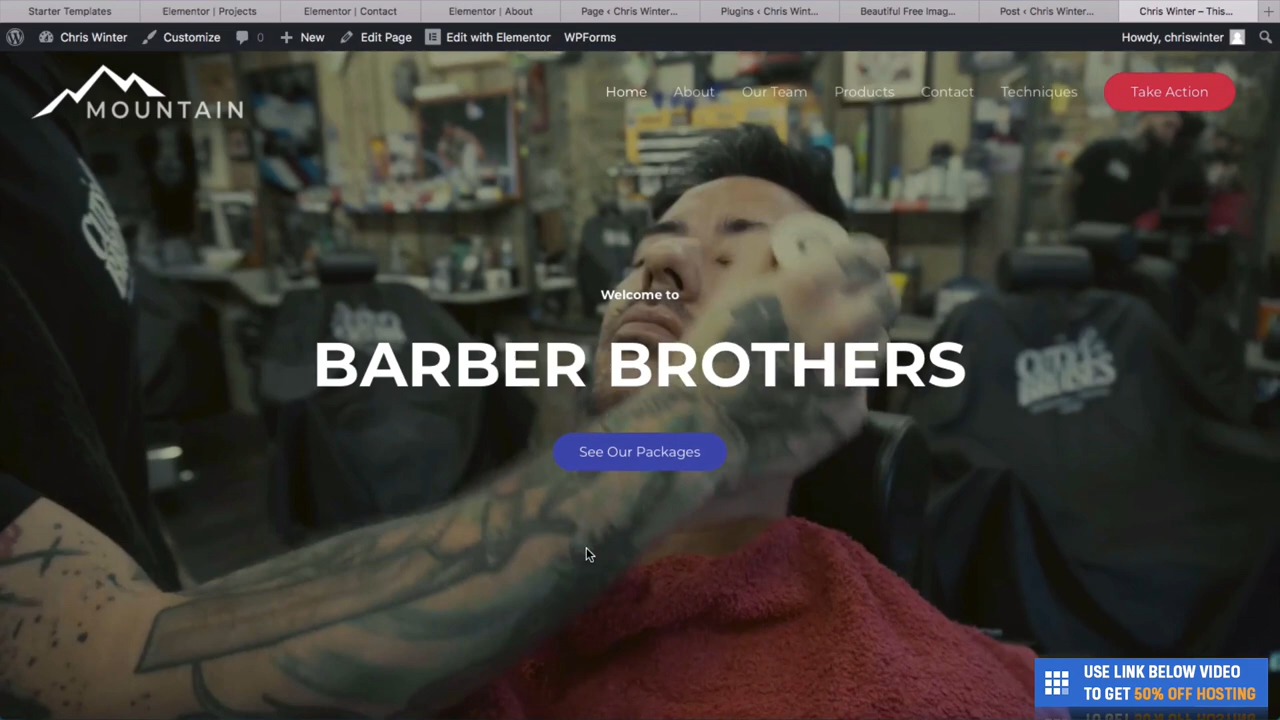 Starter Templates
Elementor | Projects
Elementor | Contact
Elementor | About
Page ‹ Chris Winter...
Plugins ‹ Chris Wint...
Beautiful Free Imag...
Post ‹ Chris Winter...
Chris Winter – This...
Chris Winter
Customize
0
New
Edit Page
Edit with Elementor
WPForms
Howdy, chriswinter
MOUNTAIN
Home
About
Our Team
Products
Contact
Techniques
Take Action
Welcome to
BARBER BROTHERS
See Our Packages
USE LINK BELOW VIDEO
TO GET 50% OFF HOSTING